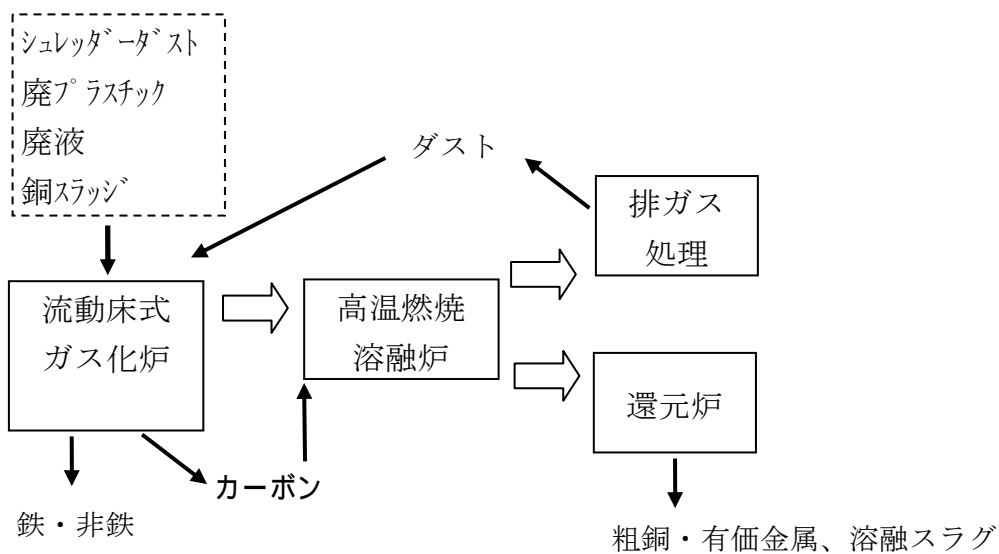 シュレッダーダスト
廃プラスチック
廃液
銅スラッジ
ダスト
排ガス
処理
流動床式
ガス化炉
高温燃焼
溶融炉
還元炉
カーボン
鉄・非鉄
粗銅・有価金属、溶融スラグ